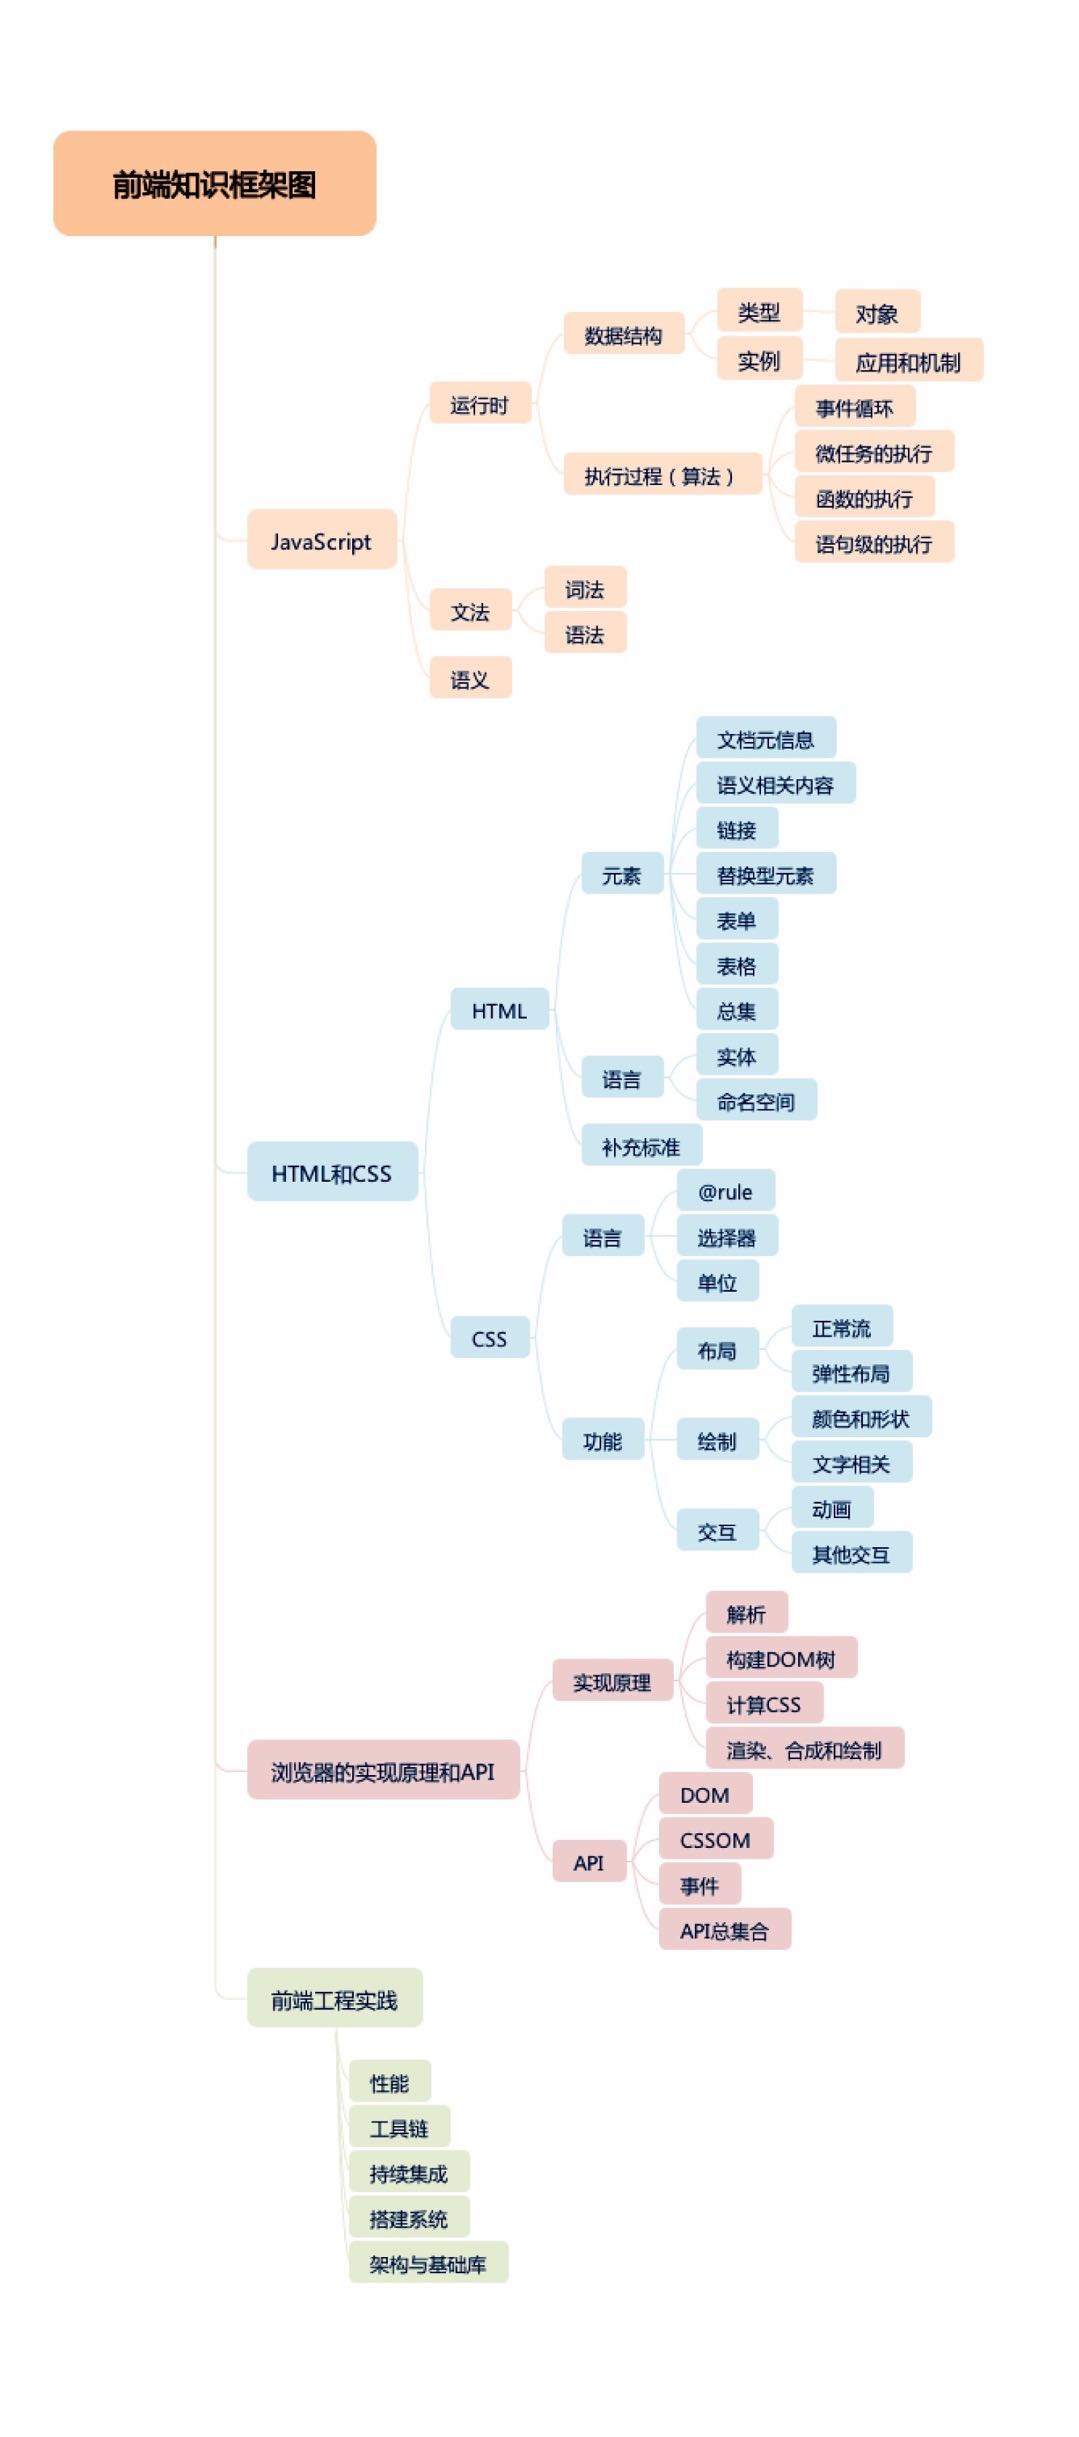 前端知识框架图
JavaScript
运行时
数据结构
类型
对象
实例
应用和机制
执行过程（算法）
事件循环
微任务的执行
函数的执行
语句级的执行
文法
词法
语法
语义
HTML和CSS
HTML
元素
文档元信息
语义相关内容
链接
替换型元素
表单
表格
总集
语言
实体
命名空间
补充标准
CSS
语言
@rule
选择器
单位
功能
布局
正常流
弹性布局
绘制
颜色和形状
文字相关
交互
动画
其他交互
浏览器的实现原理和API
实现原理
解析
构建DOM树
计算CSS
渲染、合成和绘制
API
DOM
CSSOM
事件
API总集合
前端工程实践
性能
工具链
持续集成
搭建系统
架构与基础库